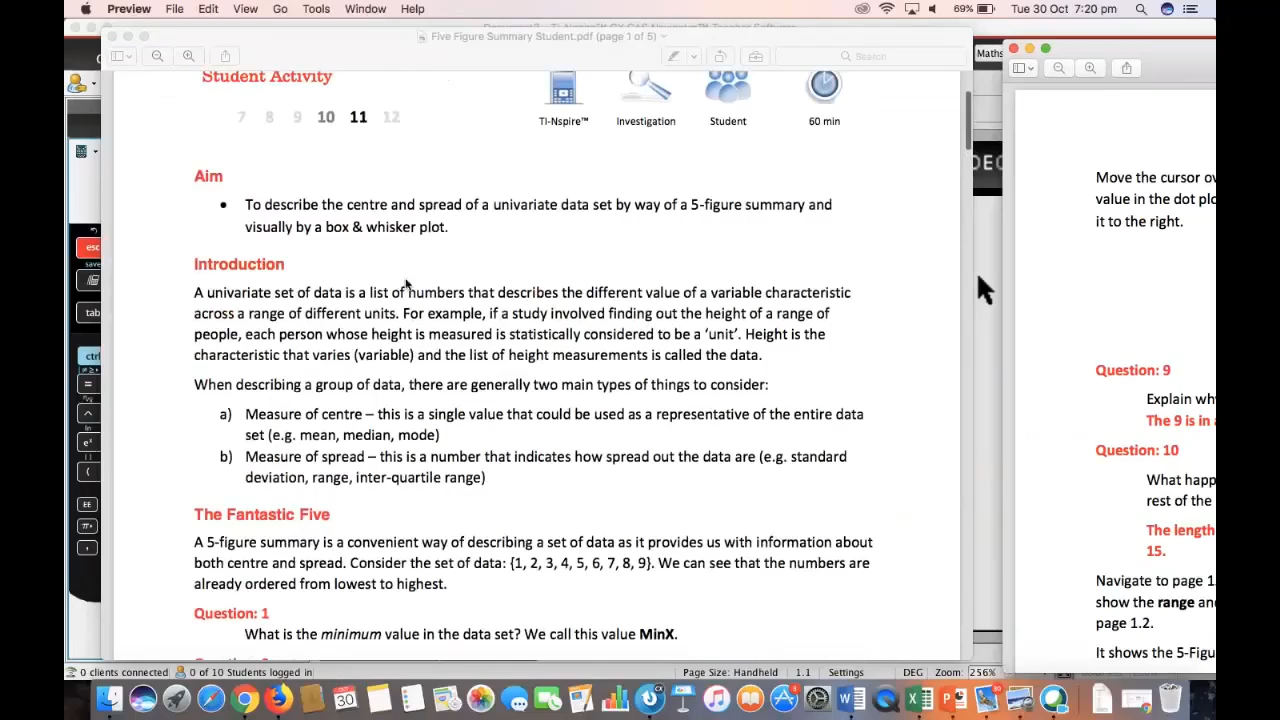 Preview File Edit View Go Tools Window Help 69% Tue 30 Oct 7:20 pm
Five Figure Summary Student.pdf (page 1 of 5)
Search
Maths
Student Activity
7 8 9 10 11 12
TI-Nspire™ Investigation Student 60 min
Aim
• To describe the centre and spread of a univariate data set by way of a 5-figure summary and
visually by a box & whisker plot.
Introduction
A univariate set of data is a list of numbers that describes the different value of a variable characteristic
across a range of different units. For example, if a study involved finding out the height of a range of
people, each person whose height is measured is statistically considered to be a ‘unit’. Height is the
characteristic that varies (variable) and the list of height measurements is called the data.
When describing a group of data, there are generally two main types of things to consider:
a) Measure of centre – this is a single value that could be used as a representative of the entire data
set (e.g. mean, median, mode)
b) Measure of spread – this is a number that indicates how spread out the data are (e.g. standard
deviation, range, inter-quartile range)
The Fantastic Five
A 5-figure summary is a convenient way of describing a set of data as it provides us with information about
both centre and spread. Consider the set of data: {1, 2, 3, 4, 5, 6, 7, 8, 9}. We can see that the numbers are
already ordered from lowest to highest.
Question: 1
What is the minimum value in the data set? We call this value MinX.
esc
save
tab
ctrl
=
^
ln
eˣ
(
EE
π
,
DEC
Move the cursor ov
value in the dot plo
it to the right.
Question: 9
Explain why
The 9 is in a
Question: 10
What happ
rest of the
The length
15.
Navigate to page 1.
show the range and
page 1.2.
It shows the 5-Figu
0 clients connected 0 of 10 Students logged in Page Size: Handheld 1.1 Settings DEG Zoom: 256%